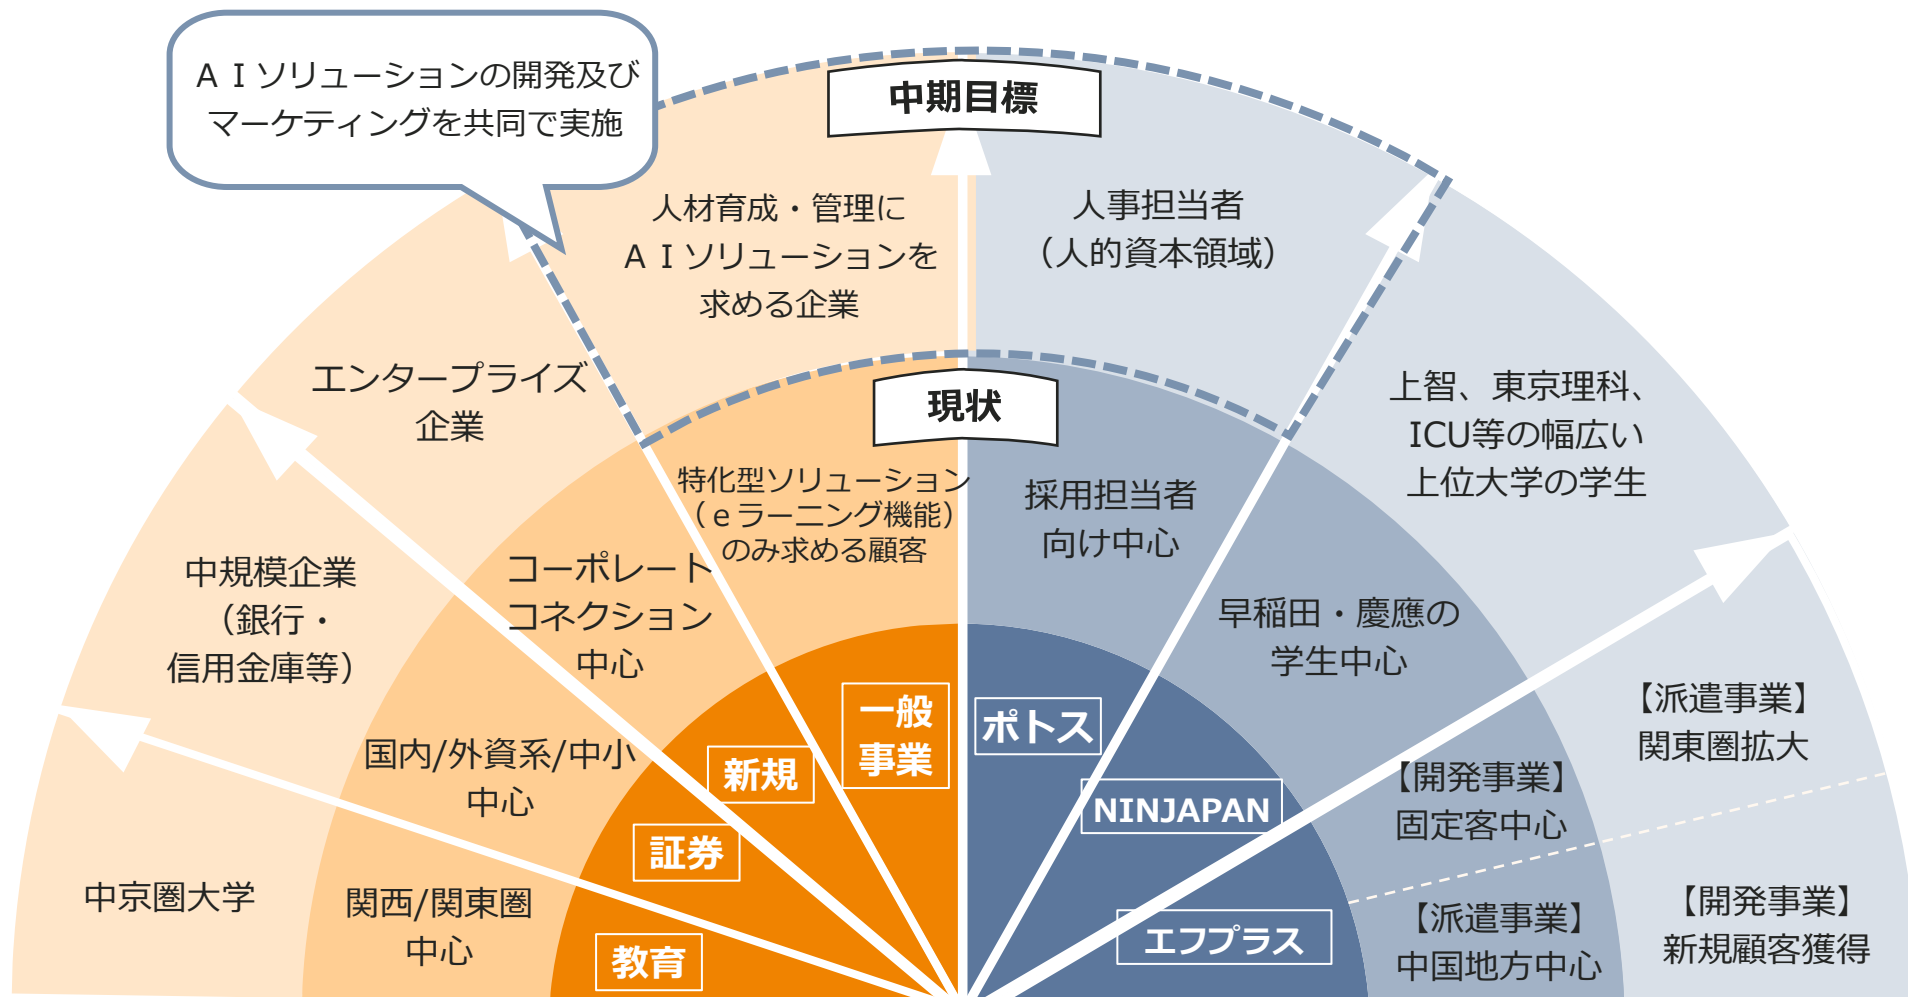 ＡＩソリューションの開発及び
マーケティングを共同で実施
中期目標
人材育成・管理に
ＡＩソリューションを
求める企業
人事担当者
（人的資本領域）
エンタープライズ
企業
現状
上智、東京理科、
ICU等の幅広い
上位大学の学生
特化型ソリューション
（ｅラーニング機能）
のみ求める顧客
採用担当者
向け中心
中規模企業
（銀行・
信用金庫等）
コーポレート
コネクション
中心
早稲田・慶應の
学生中心
一般
事業
ポトス
【派遣事業】
関東圏拡大
国内/外資系/中小
中心
新規
NINJAPAN
【開発事業】
固定客中心
証券
中京圏大学
関西/関東圏
中心
教育
エフプラス
【派遣事業】
中国地方中心
【開発事業】
新規顧客獲得